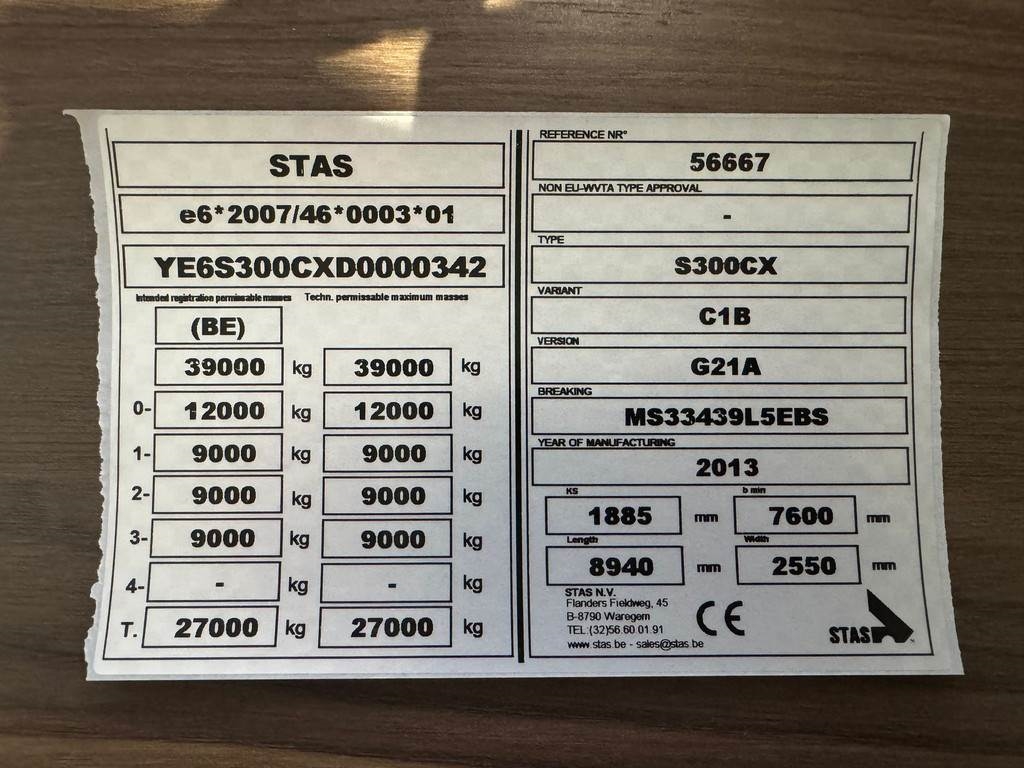 STAS
e6*2007/46*0003*01
YE6S300CXD0000342
Intended registration permissable masses Techn. permissable maximum masses
(BE)
39000 kg 39000 kg
0- 12000 kg 12000 kg
1- 9000 kg 9000 kg
2- 9000 kg 9000 kg
3- 9000 kg 9000 kg
4- - kg - kg
T. 27000 kg 27000 kg
REFERENCE NR°
56667
NON EU-WVTA TYPE APPROVAL
-
TYPE
S300CX
VARIANT
C1B
VERSION
G21A
BREAKING
MS33439L5EBS
YEAR OF MANUFACTURING
2013
KS b min
1885 mm 7600 mm
Length Width
8940 mm 2550 mm
STAS N.V.
Flanders Fieldweg, 45
B-8790 Waregem
TEL:(32)56.60.01.91
www.stas.be - sales@stas.be
CE
STAS